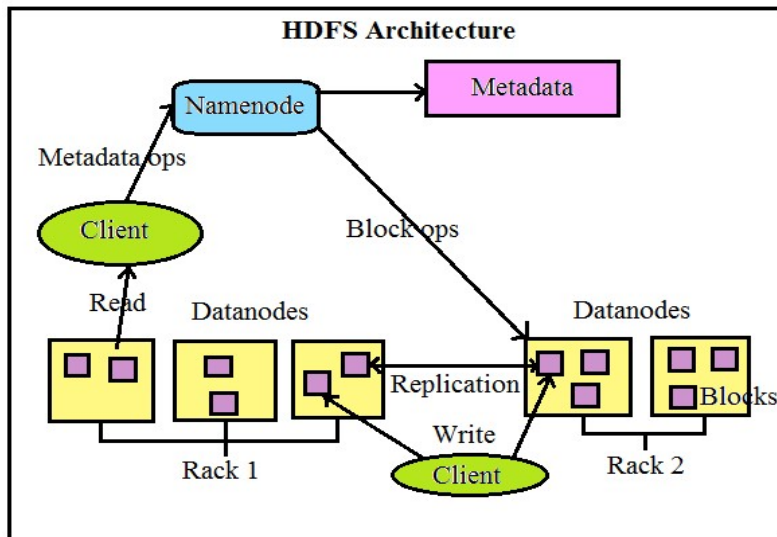 HDFS Architecture
Namenode
Metadata
Metadata ops
Client
Block ops
Read
Datanodes
Datanodes
Replication
Blocks
Write
Rack 1
Client
Rack 2